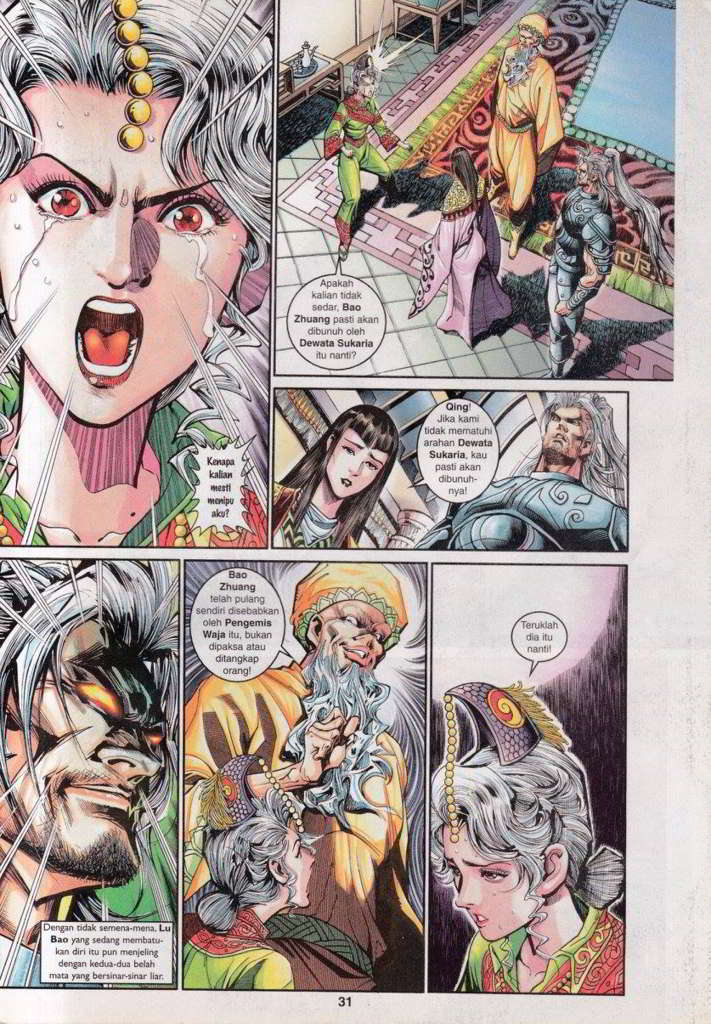 Kenapa
kalian
mesti
menipu
aku?
Apakah
kalian tidak
sedar, Bao
Zhuang pasti akan
dibunuh oleh
Dewata Sukaria
itu nanti?
Qing!
Jika kami
tidak mematuhi
arahan Dewata
Sukaria, kau
pasti akan
dibunuh-
nya!
Dengan tidak semena-mena, Lu
Bao yang sedang membatu-
kan diri itu pun menjeling
dengan kedua-dua belah
mata yang bersinar-sinar liar.
Bao
Zhuang
telah pulang
sendiri disebabkan
oleh Pengemis
Waja itu, bukan
dipaksa atau
ditangkap
orang!
Teruklah
dia itu
nanti!
31